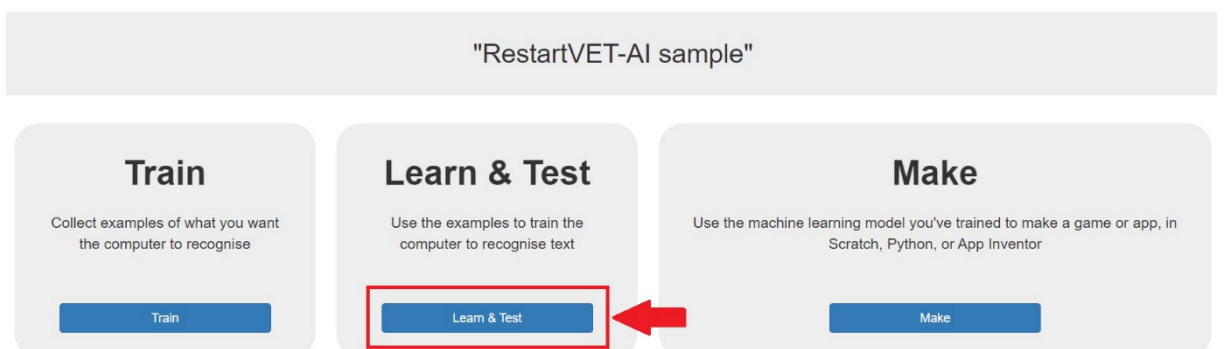 "RestartVET-AI sample"
Train
Collect examples of what you want
the computer to recognise
Train
Learn & Test
Use the examples to train the
computer to recognise text
Learn & Test
Make
Use the machine learning model you've trained to make a game or app, in
Scratch, Python, or App Inventor
Make